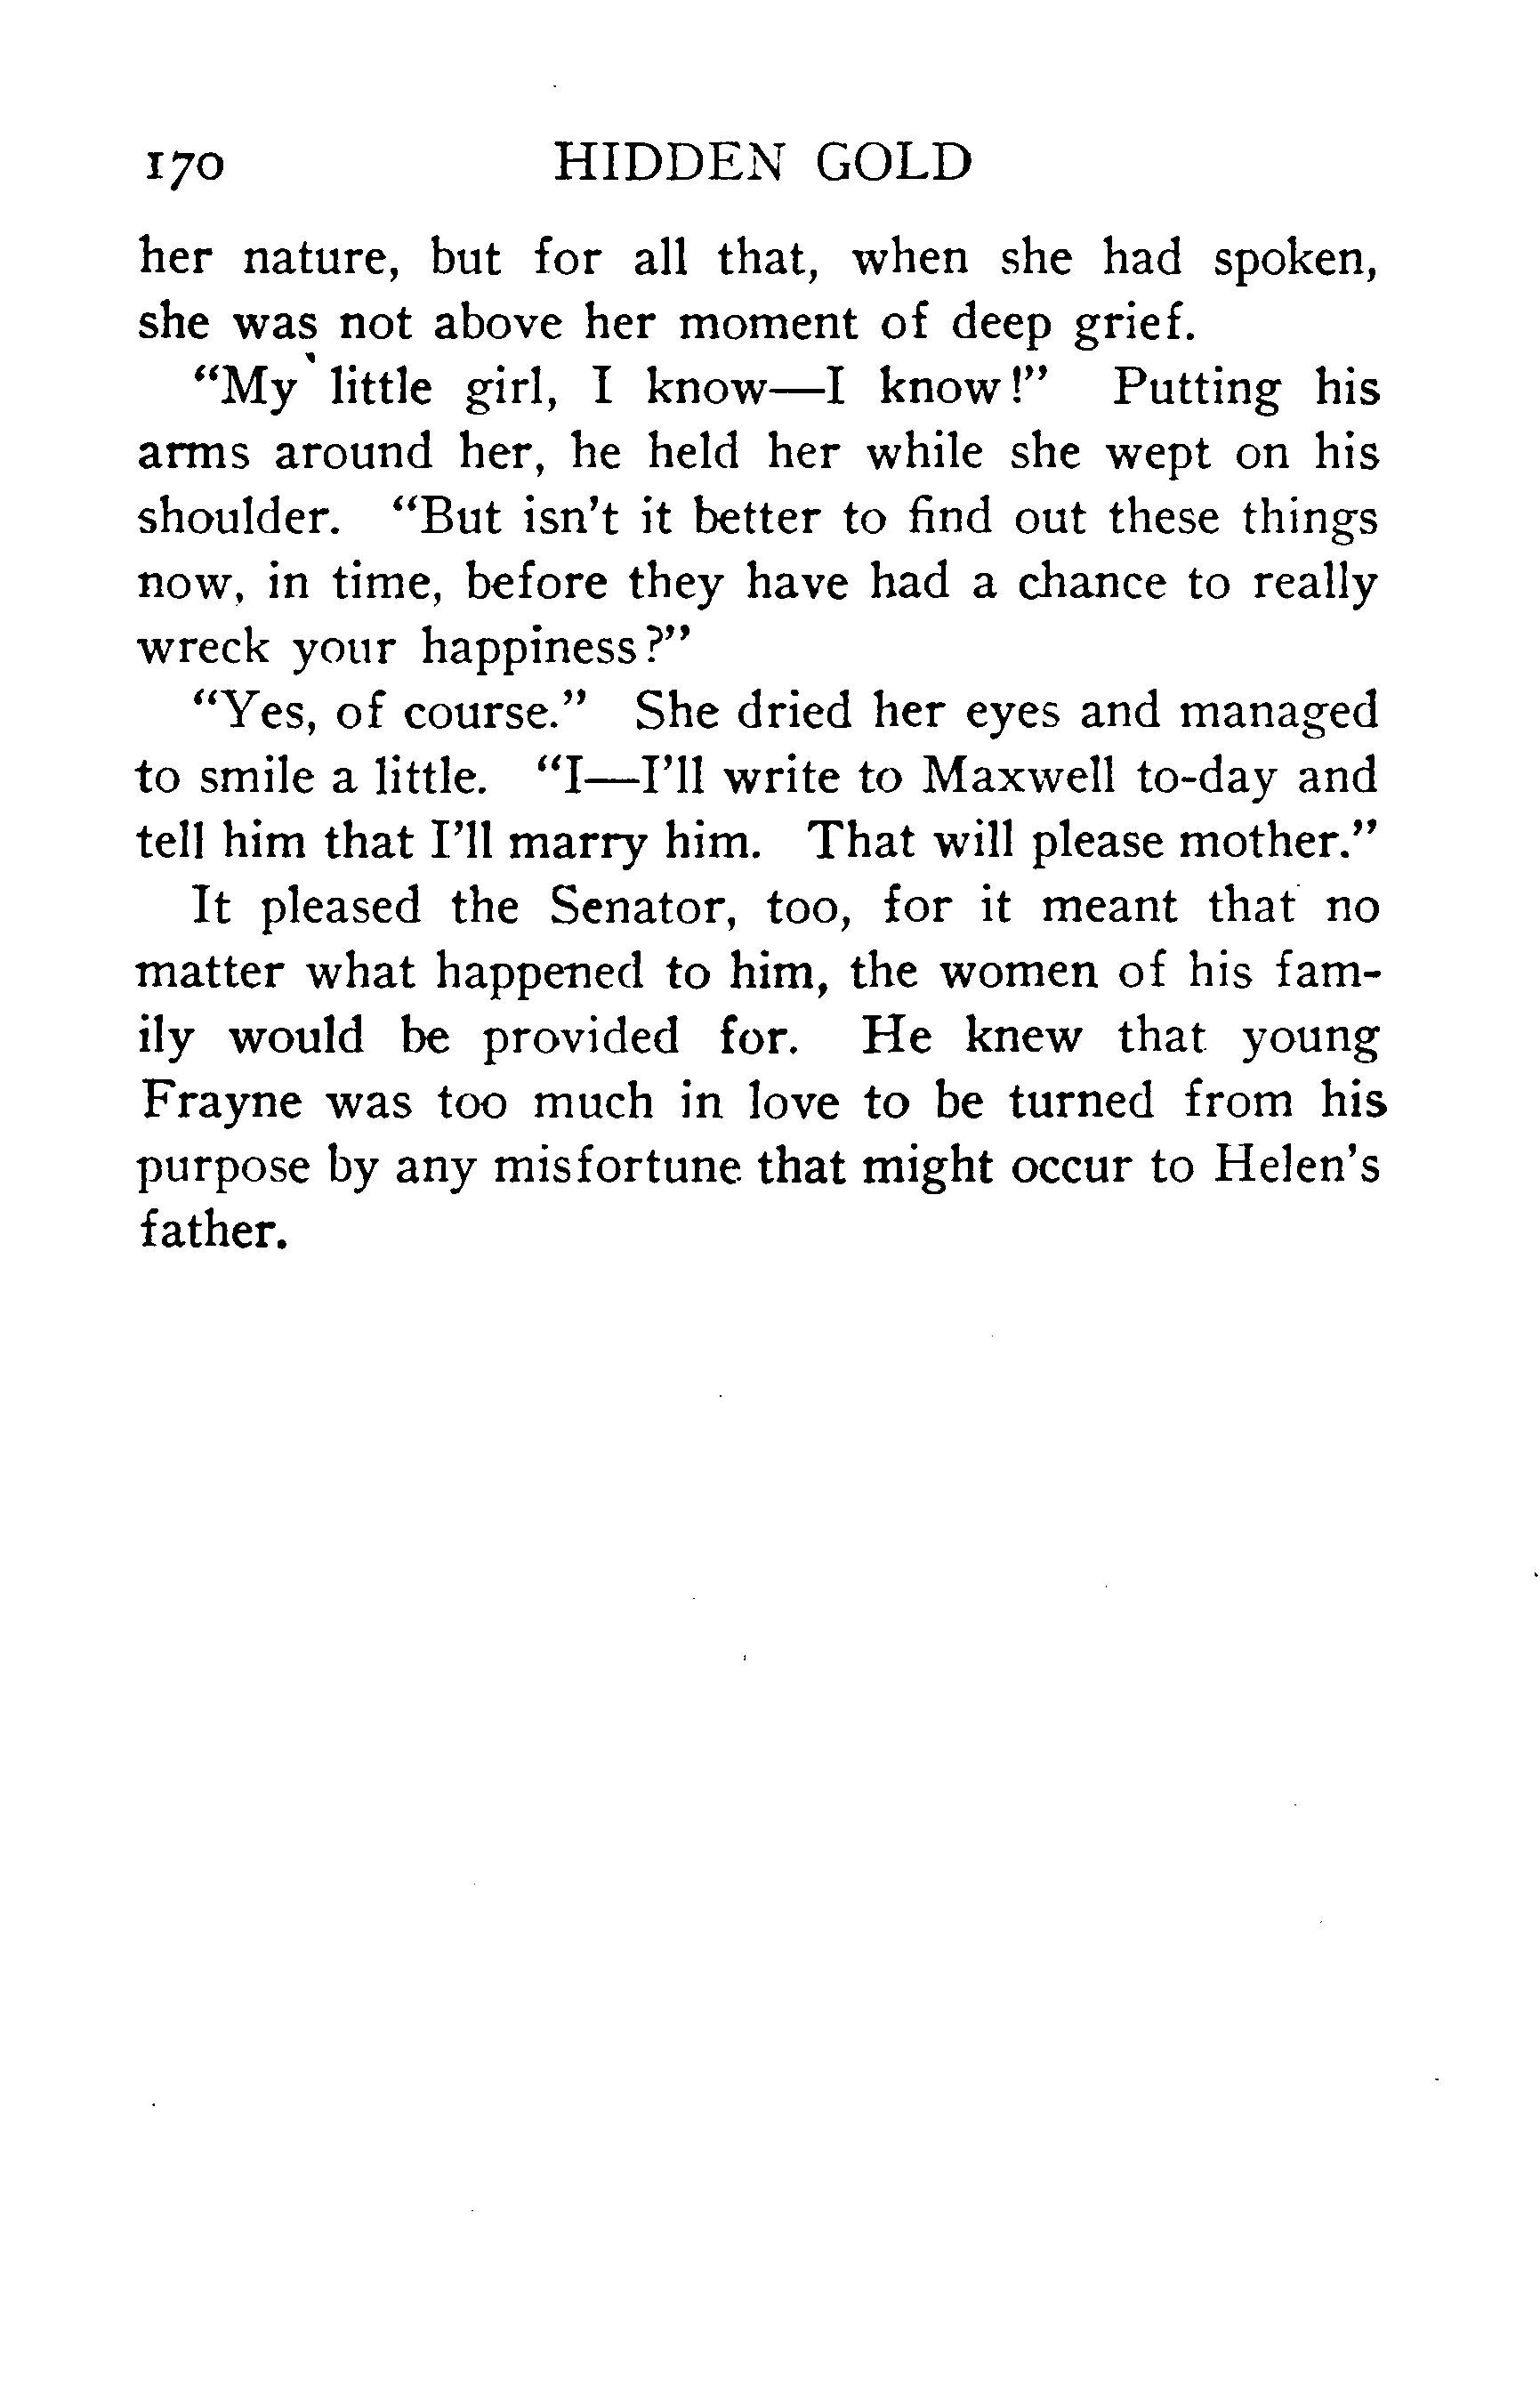 170 HIDDEN GOLD
her nature, but for all that, when she had spoken,
she was not above her moment of deep grief.
“My little girl, I know—I know!” Putting his
arms around her, he held her while she wept on his
shoulder. “But isn’t it better to find out these things
now, in time, before they have had a chance to really
wreck your happiness?”
“Yes, of course.” She dried her eyes and managed
to smile a little. “I—I’ll write to Maxwell to-day and
tell him that I’ll marry him. That will please mother.”
It pleased the Senator, too, for it meant that no
matter what happened to him, the women of his fam-
ily would be provided for. He knew that young
Frayne was too much in love to be turned from his
purpose by any misfortune that might occur to Helen’s
father.